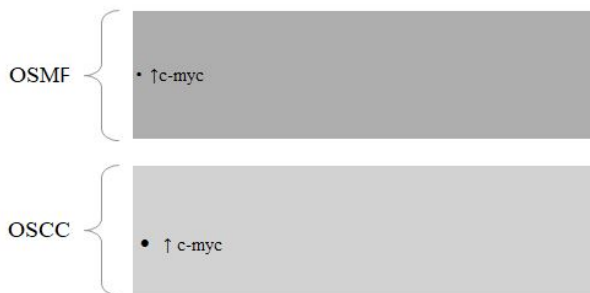 OSMF
• ↑c-myc
OSCC
• ↑ c-myc